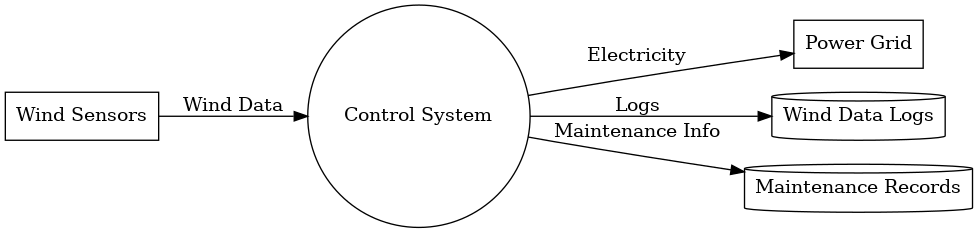 Wind Sensors
Wind Data
Control System
Electricity
Power Grid
Logs
Wind Data Logs
Maintenance Info
Maintenance Records